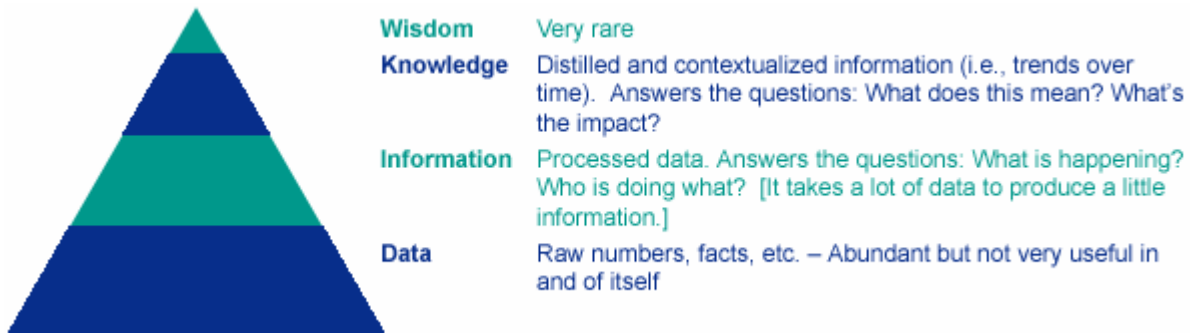 Wisdom Very rare
Knowledge Distilled and contextualized information (i.e., trends over
time). Answers the questions: What does this mean? What's
the impact?
Information Processed data. Answers the questions: What is happening?
Who is doing what? [It takes a lot of data to produce a little
information.]
Data Raw numbers, facts, etc. – Abundant but not very useful in
and of itself